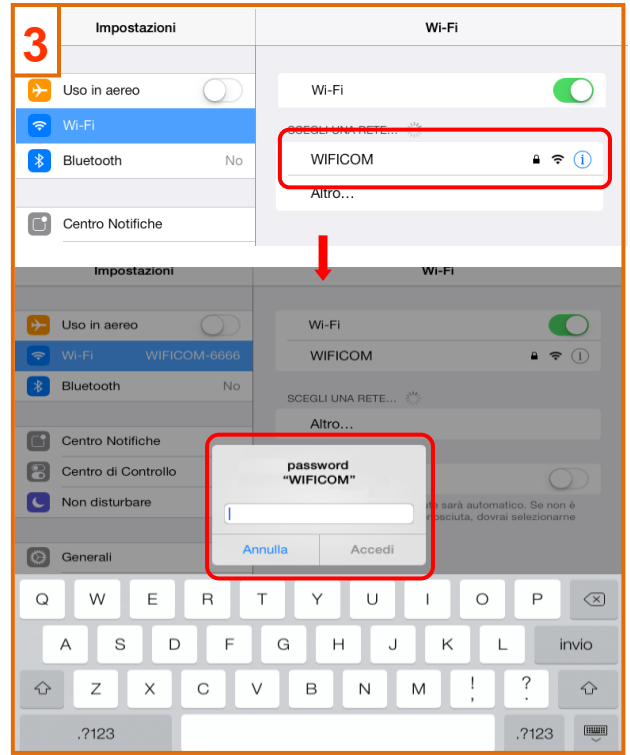 3
Impostazioni
Wi-Fi
Uso in aereo
Wi-Fi
Bluetooth No
Centro Notifiche
Wi-Fi
SCEGLI UNA RETE...
WIFICOM
Altro...
Impostazioni
Wi-Fi
Uso in aereo
Wi-Fi WIFICOM-6666
Bluetooth No
Centro Notifiche
Centro di Controllo
Non disturbare
Generali
Wi-Fi
WIFICOM
SCEGLI UNA RETE...
Altro...
sarà automatico. Se non è
dovrai selezionarne
password
“WIFICOM”
Annulla Accedi
Q W E R T Y U I O P
A S D F G H J K L invio
Z X C V B N M ! , ? .
.?123 .?123